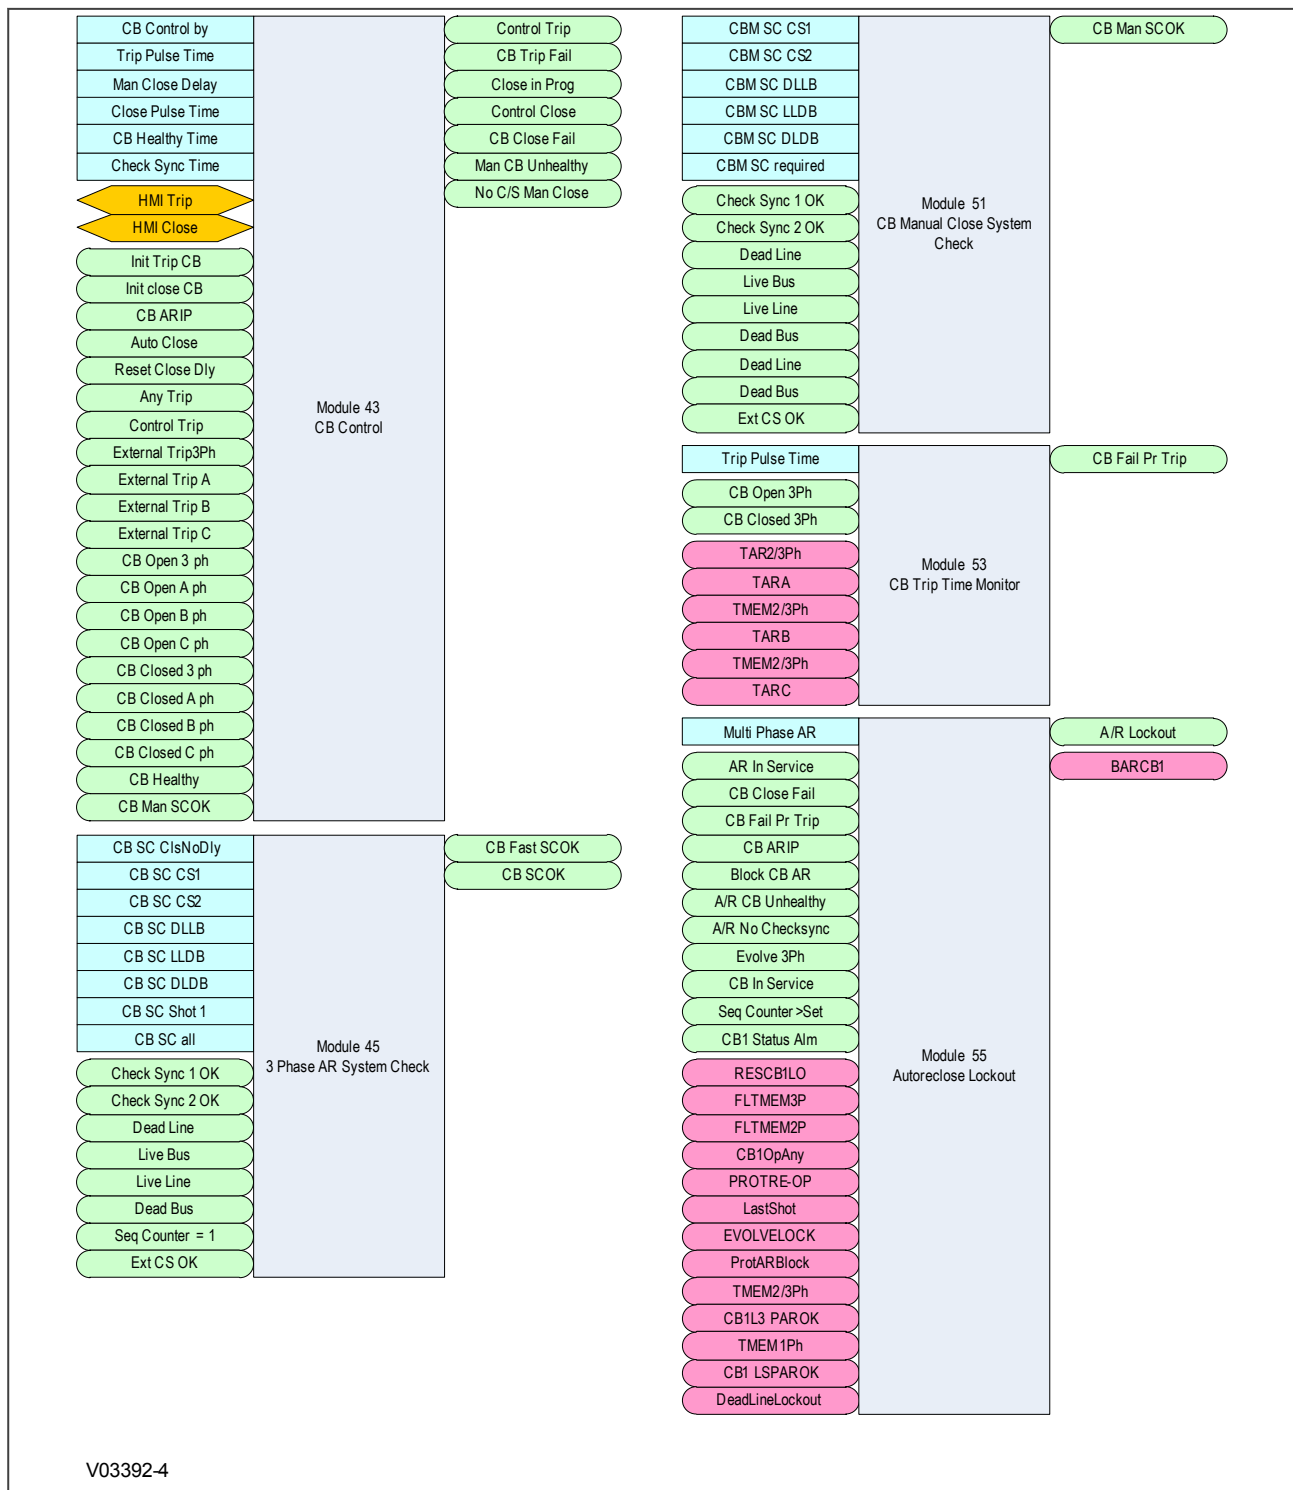 CB Control by
Trip Pulse Time
Man Close Delay
Close Pulse Time
CB Healthy Time
Check Sync Time
HMI Trip
HMI Close
Init Trip CB
Init close CB
CB ARIP
Auto Close
Reset Close Dly
Any Trip
Control Trip
External Trip3Ph
External Trip A
External Trip B
External Trip C
CB Open 3 ph
CB Open A ph
CB Open B ph
CB Open C ph
CB Closed 3 ph
CB Closed A ph
CB Closed B ph
CB Closed C ph
CB Healthy
CB Man SCOK
Module 43
CB Control
Control Trip
CB Trip Fail
Close in Prog
Control Close
CB Close Fail
Man CB Unhealthy
No C/S Man Close
CB SC ClsNoDly
CB SC CS1
CB SC CS2
CB SC DLLB
CB SC LLDB
CB SC DLDB
CB SC Shot 1
CB SC all
Check Sync 1 OK
Check Sync 2 OK
Dead Line
Live Bus
Live Line
Dead Bus
Seq Counter = 1
Ext CS OK
Module 45
3 Phase AR System Check
CB Fast SCOK
CB SCOK
CBM SC CS1
CBM SC CS2
CBM SC DLLB
CBM SC LLDB
CBM SC DLDB
CBM SC required
Check Sync 1 OK
Check Sync 2 OK
Dead Line
Live Bus
Live Line
Dead Bus
Dead Line
Dead Bus
Ext CS OK
Module 51
CB Manual Close System
Check
CB Man SCOK
Trip Pulse Time
CB Open 3Ph
CB Closed 3Ph
TAR2/3Ph
TARA
TMEM2/3Ph
TARB
TMEM2/3Ph
TARC
Module 53
CB Trip Time Monitor
CB Fail Pr Trip
Multi Phase AR
AR In Service
CB Close Fail
CB Fail Pr Trip
CB ARIP
Block CB AR
A/R CB Unhealthy
A/R No Checksync
Evolve 3Ph
CB In Service
Seq Counter >Set
CB1 Status Alm
RESCB1LO
FLTMEM3P
FLTMEM2P
CB1OpAny
PROTRE-OP
LastShot
EVOLVELOCK
ProtARBlock
TMEM2/3Ph
CB1L3 PAROK
TMEM1Ph
CB1 LSPAROK
DeadLineLockout
Module 55
Autoreclose Lockout
A/R Lockout
BARCB1
V03392-4